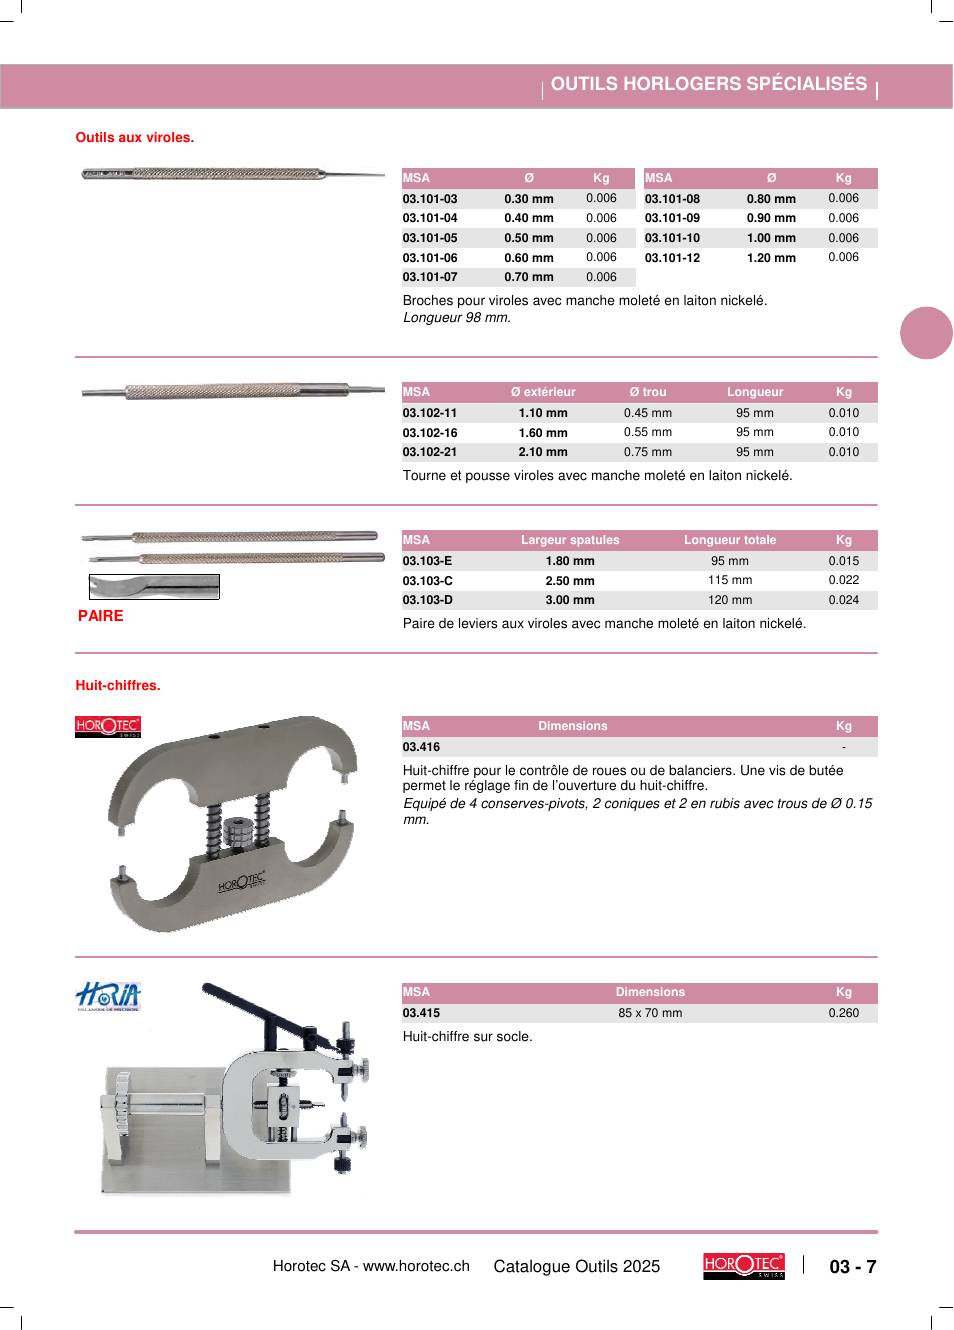 OUTILS HORLOGERS SPÉCIALISÉS
Outils aux viroles.
MSA Ø Kg MSA Ø Kg
03.101-03 0.30 mm 0.006 03.101-08 0.80 mm 0.006
03.101-04 0.40 mm 0.006 03.101-09 0.90 mm 0.006
03.101-05 0.50 mm 0.006 03.101-10 1.00 mm 0.006
03.101-06 0.60 mm 0.006 03.101-12 1.20 mm 0.006
03.101-07 0.70 mm 0.006
Broches pour viroles avec manche moleté en laiton nickelé.
Longueur 98 mm.
MSA Ø extérieur Ø trou Longueur Kg
03.102-11 1.10 mm 0.45 mm 95 mm 0.010
03.102-16 1.60 mm 0.55 mm 95 mm 0.010
03.102-21 2.10 mm 0.75 mm 95 mm 0.010
Tourne et pousse viroles avec manche moleté en laiton nickelé.
PAIRE
MSA Largeur spatules Longueur totale Kg
03.103-E 1.80 mm 95 mm 0.015
03.103-C 2.50 mm 115 mm 0.022
03.103-D 3.00 mm 120 mm 0.024
Paire de leviers aux viroles avec manche moleté en laiton nickelé.
Huit-chiffres.
HOROTEC®
SWISS
HOROTEC®
SWISS
MSA Dimensions Kg
03.416 -
Huit-chiffre pour le contrôle de roues ou de balanciers. Une vis de butée
permet le réglage fin de l'ouverture du huit-chiffre.
Equipé de 4 conserves-pivots, 2 coniques et 2 en rubis avec trous de Ø 0.15
mm.
HORIA
MSA Dimensions Kg
03.415 85 x 70 mm 0.260
Huit-chiffre sur socle.
Horotec SA - www.horotec.ch Catalogue Outils 2025 HOROTEC® SWISS 03 - 7